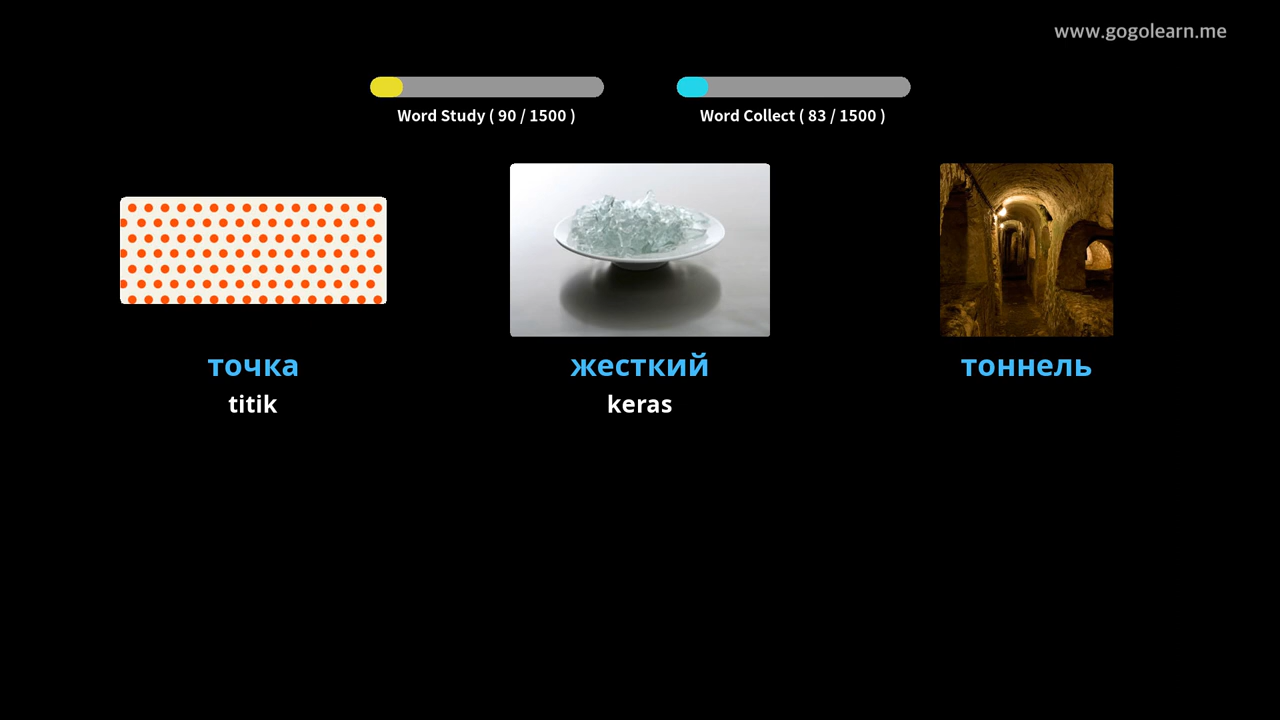 www.gogolearn.me
Word Study ( 90 / 1500 )
Word Collect ( 83 / 1500 )
точка
жесткий
тоннель
titik
keras